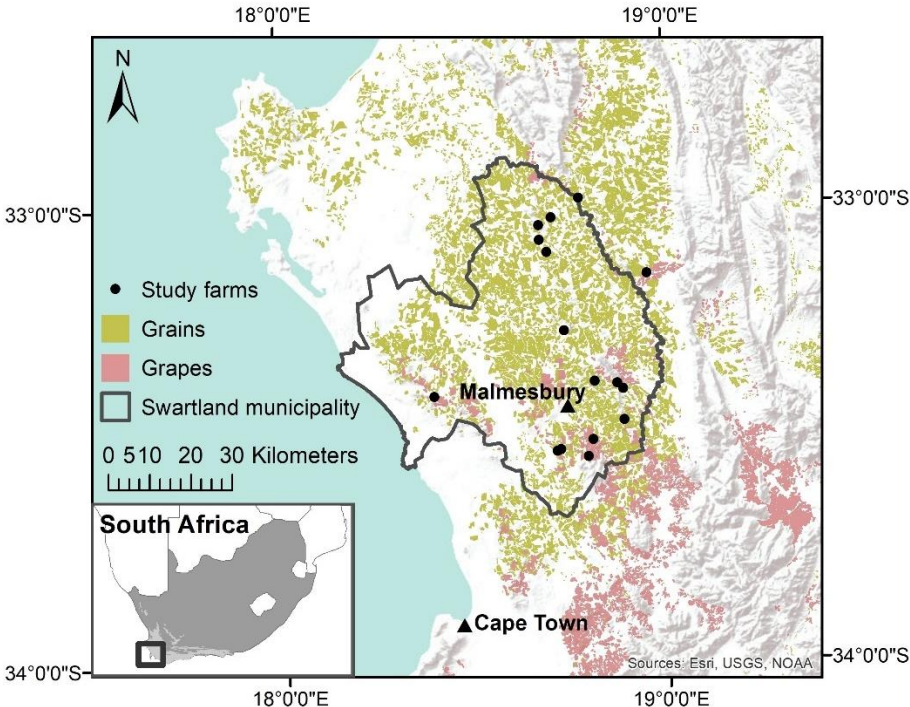 18°0'0"E 19°0'0"E
N
33°0'0"S 33°0'0"S
Study farms
Grains
Grapes
Swartland municipality
Malmesbury
0 5 10 20 30 Kilometers
South Africa
Cape Town
Sources: Esri, USGS, NOAA
34°0'0"S 34°0'0"S
18°0'0"E 19°0'0"E